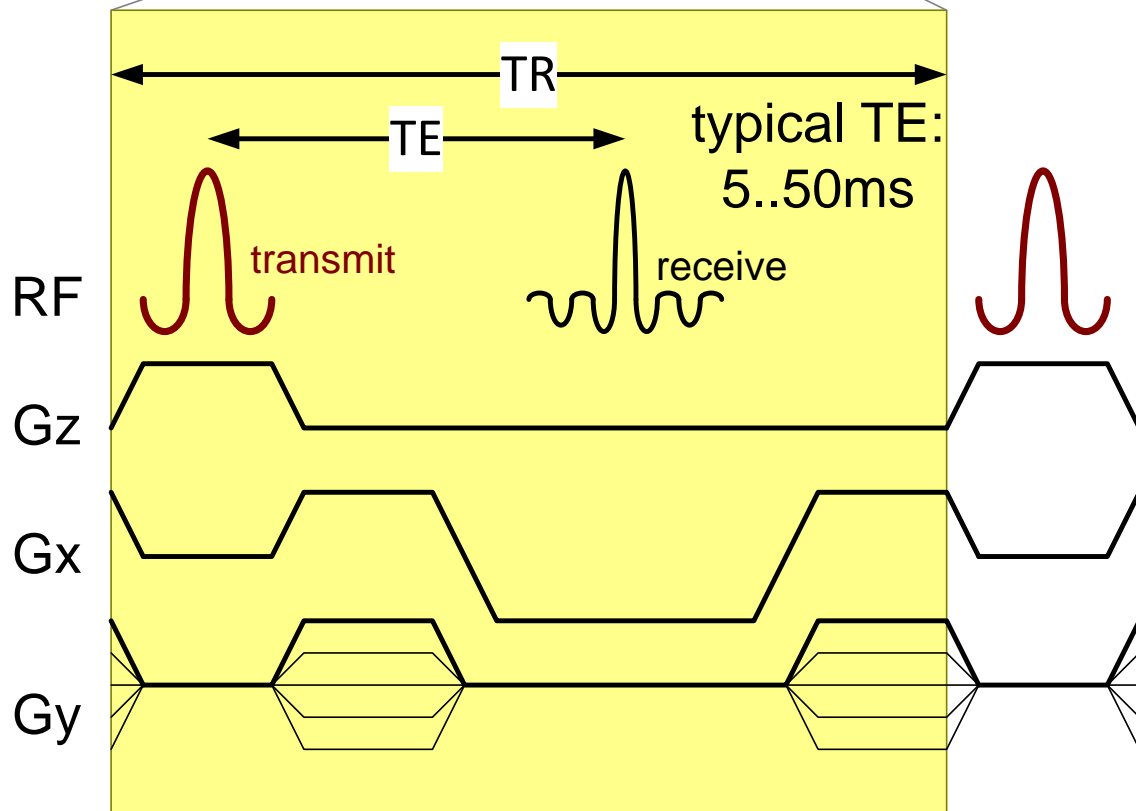 TR
TE
typical TE:
5..50ms
transmit
receive
RF
Gz
Gx
Gy